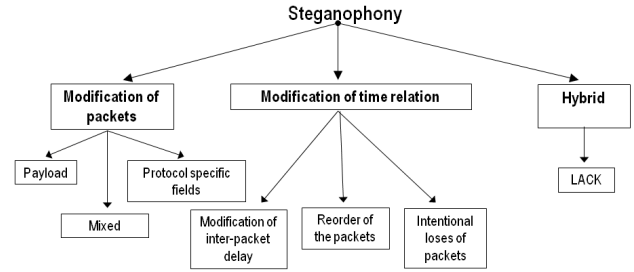 Steganophony
Modification of
packets
Modification of time relation
Hybrid
Payload
Protocol specific
fields
Mixed
Modification of
inter-packet
delay
Reorder of
the packets
Intentional
loses of
packets
LACK